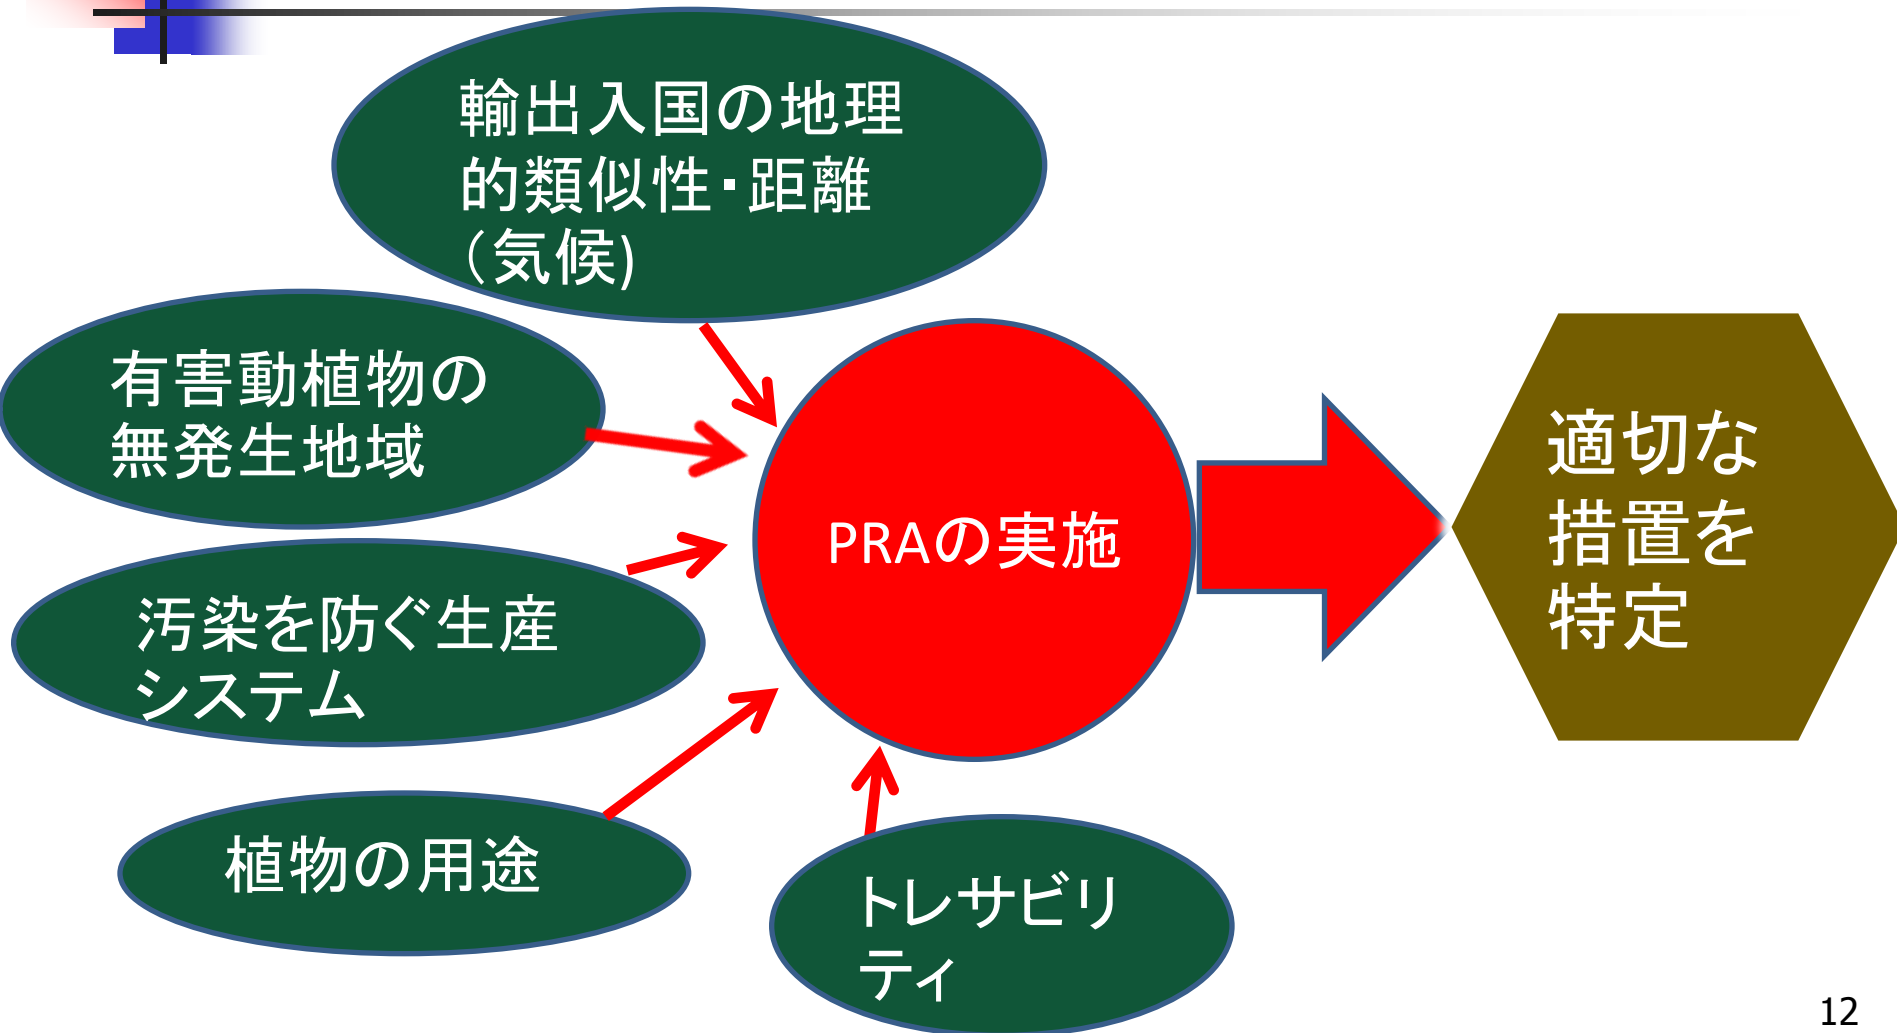 輸出入国の地理
的類似性・距離
（気候)
有害動植物の
無発生地域
汚染を防ぐ生産
システム
植物の用途
トレサビリ
ティ
PRAの実施
適切な
措置を
特定
12